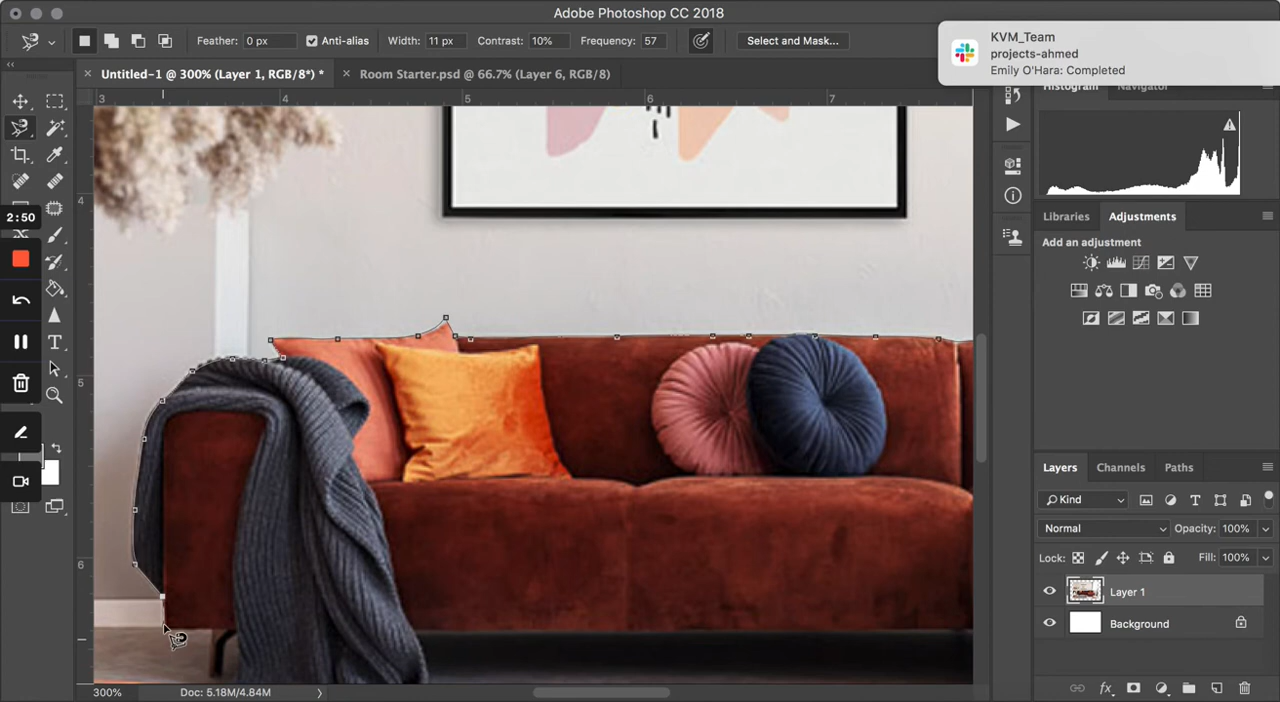 Adobe Photoshop CC 2018
Feather: 0 px
Anti-alias
Width: 11 px
Contrast: 10%
Frequency: 57
Select and Mask...
KVM_Team
projects-ahmed
Emily O'Hara: Completed
Untitled-1 @ 300% (Layer 1, RGB/8*) *
Room Starter.psd @ 66.7% (Layer 6, RGB/8)
Histogram
Navigator
3
4
5
6
7
4
5
6
2:50
Libraries
Adjustments
Add an adjustment
Layers
Channels
Paths
Kind
Normal
Opacity: 100%
Lock:
Fill: 100%
Layer 1
Background
300%
Doc: 5.18M/4.84M